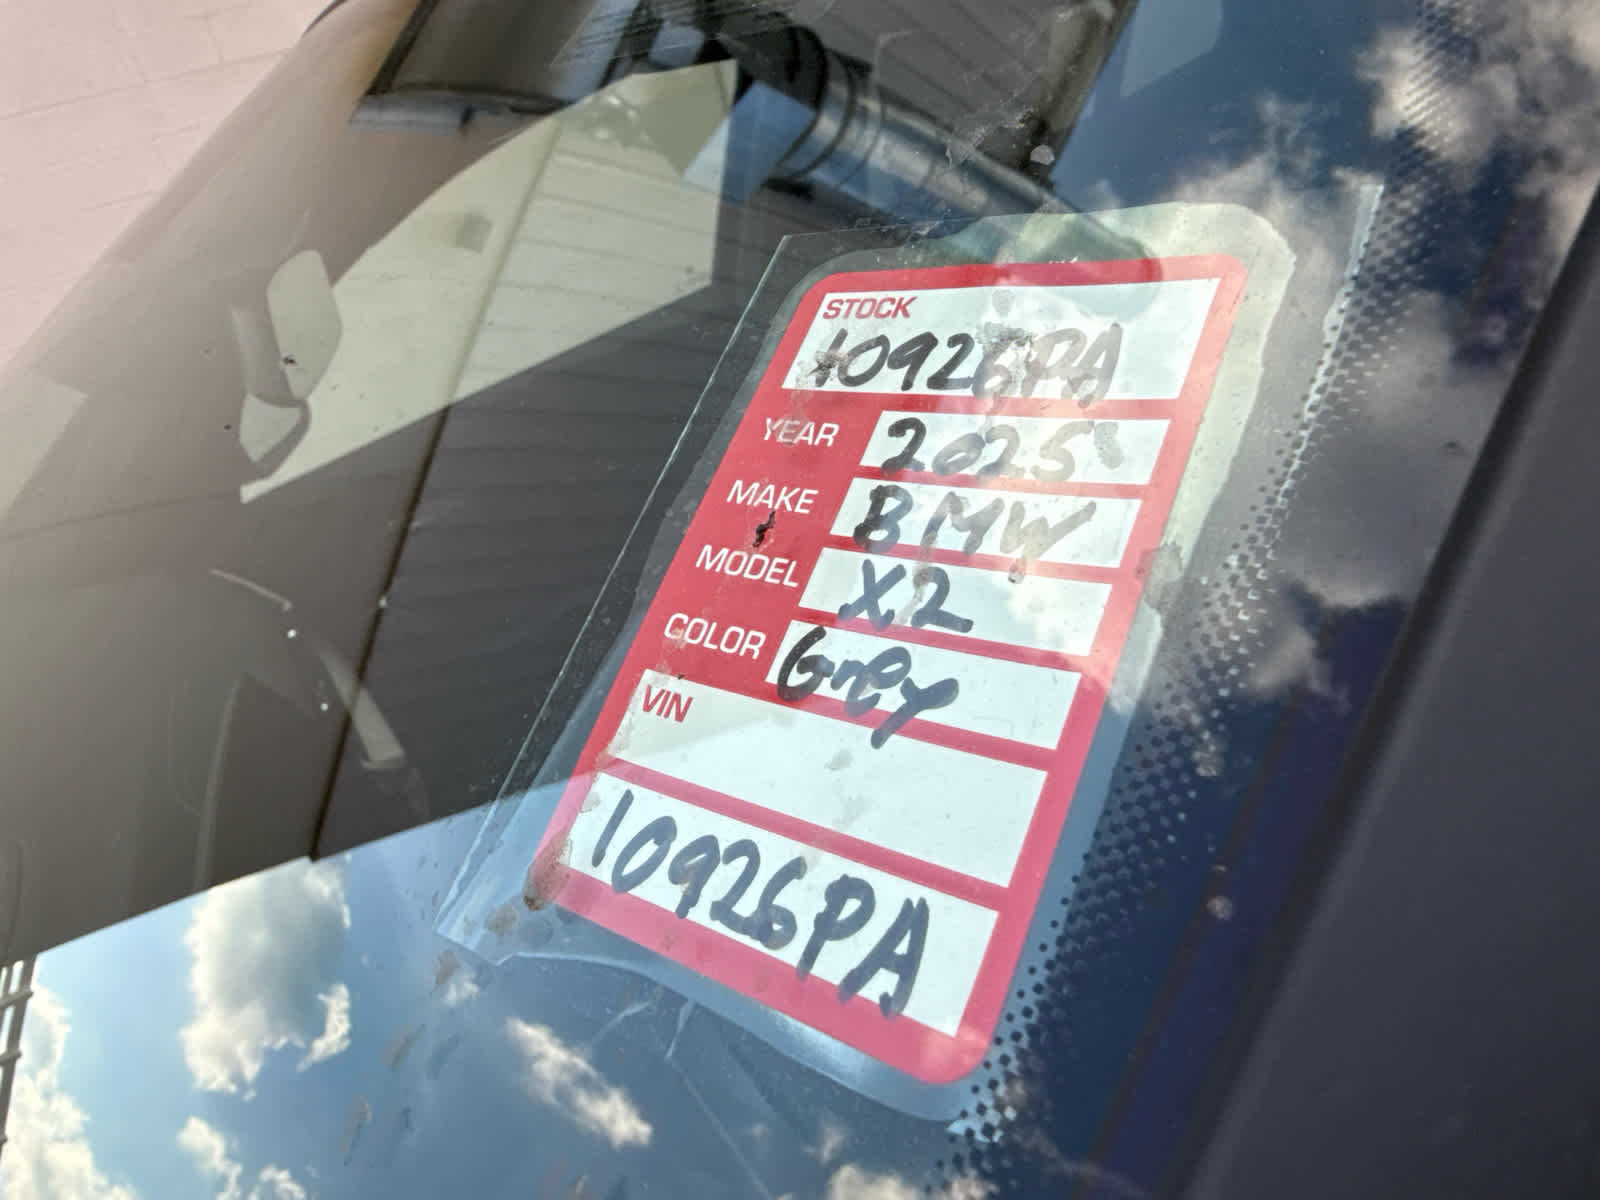 STOCK
10926PA
YEAR 2025
MAKE BMW
MODEL X2
COLOR Grey
VIN
10926PA